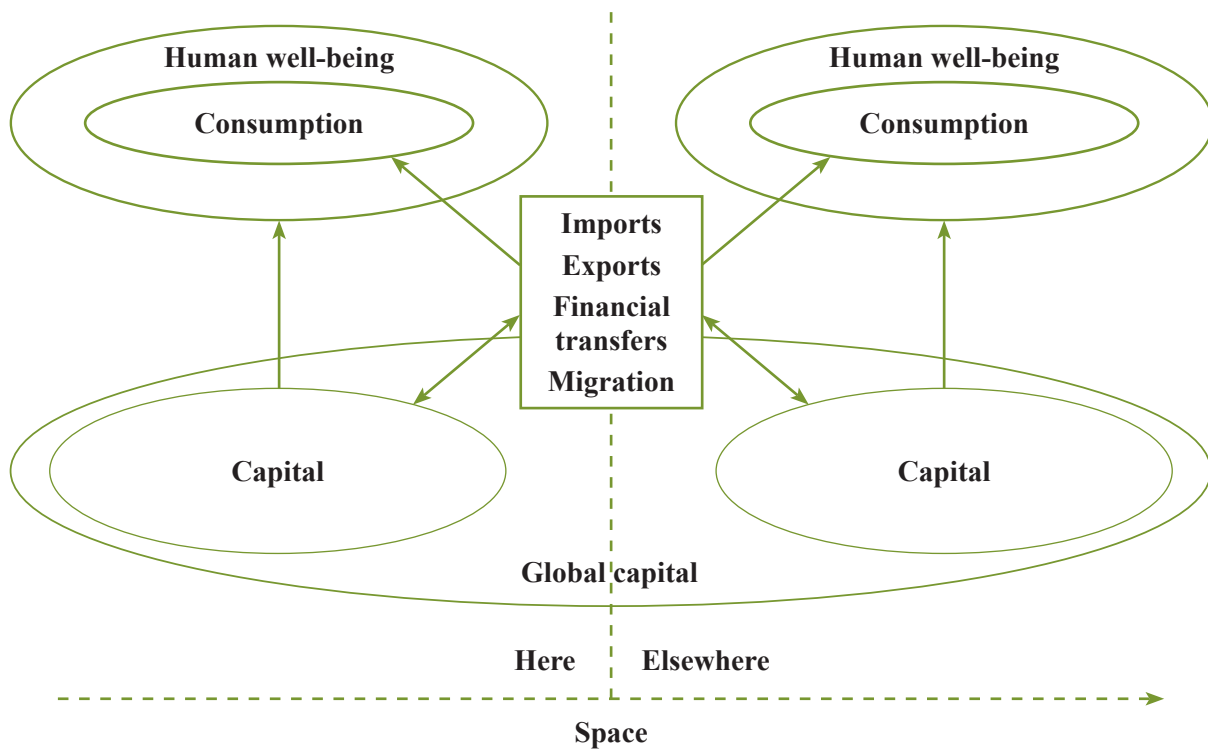 Human well-being
Consumption
Human well-being
Consumption
Imports
Exports
Financial
transfers
Migration
Capital
Capital
Global capital
Here
Elsewhere
Space